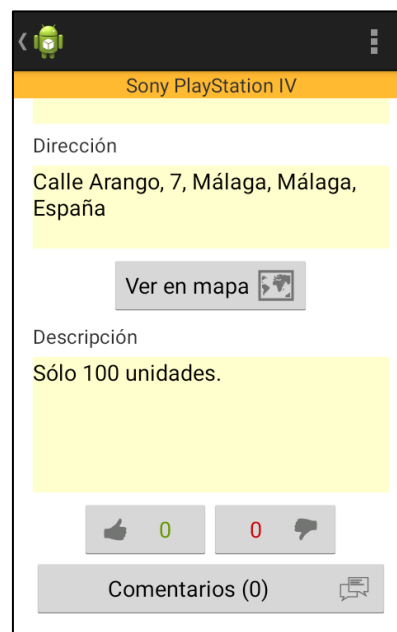 Sony PlayStation IV
Dirección
Calle Arango, 7, Málaga, Málaga,
España
Ver en mapa
Descripción
Sólo 100 unidades.
0
0
Comentarios (0)